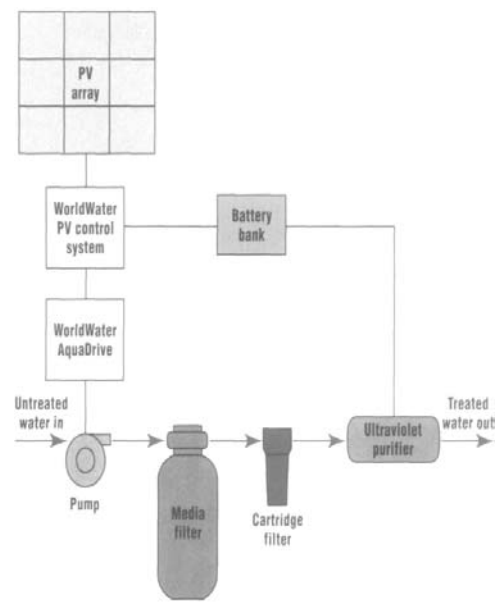 PV
array
WorldWater
PV control
system
Battery
bank
WorldWater
AquaDrive
Untreated
water in
Treated
water out
Ultraviolet
purifier
Pump
Media
filter
Cartridge
filter